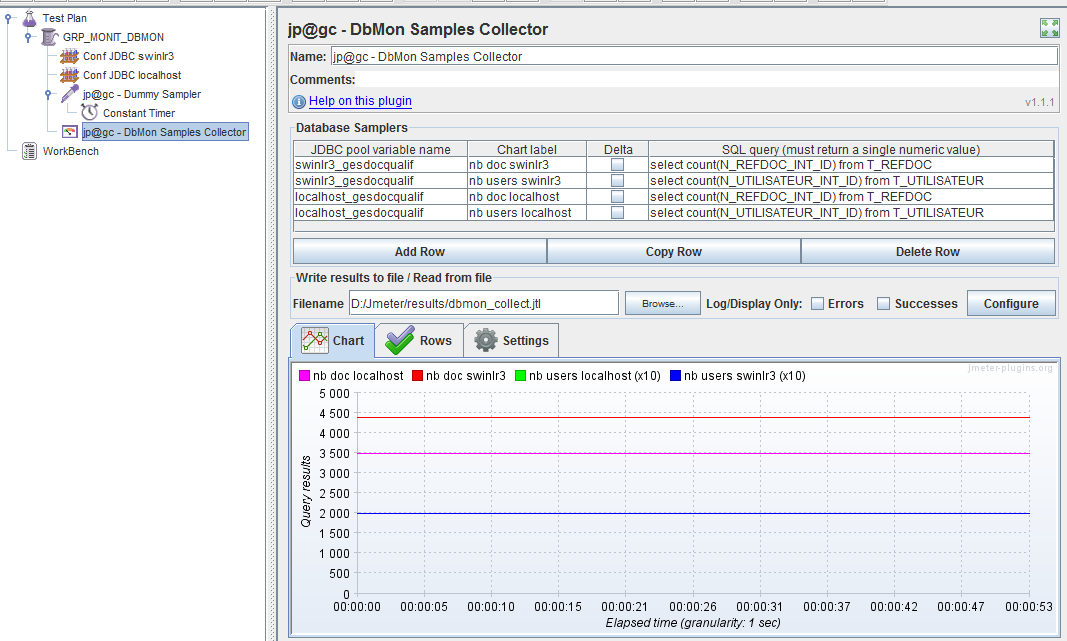 Test Plan
GRP_MONIT_DBMON
Conf JDBC swinlr3
Conf JDBC localhost
jp@gc - Dummy Sampler
Constant Timer
jp@gc - DbMon Samples Collector
WorkBench
jp@gc - DbMon Samples Collector
Name: jp@gc - DbMon Samples Collector
Comments:
Help on this plugin v1.1.1
Database Samplers
JDBC pool variable name Chart label Delta SQL query (must return a single numeric value)
swinlr3_gesdocqualif nb doc swinlr3 select count(N_REFDOC_INT_ID) from T_REFDOC
swinlr3_gesdocqualif nb users swinlr3 select count(N_UTILISATEUR_INT_ID) from T_UTILISATEUR
localhost_gesdocqualif nb doc localhost select count(N_REFDOC_INT_ID) from T_REFDOC
localhost_gesdocqualif nb users localhost select count(N_UTILISATEUR_INT_ID) from T_UTILISATEUR
Add Row Copy Row Delete Row
Write results to file / Read from file
Filename D:/Jmeter/results/dbmon_collect.jtl Browse... Log/Display Only: Errors Successes Configure
Chart Rows Settings
jmeter-plugins.org
nb doc localhost nb doc swinlr3 nb users localhost (x10) nb users swinlr3 (x10)
5 000
4 500
4 000
3 500
3 000
2 500
2 000
1 500
1 000
500
0
Query results
00:00:00 00:00:05 00:00:10 00:00:15 00:00:21 00:00:26 00:00:31 00:00:37 00:00:42 00:00:47 00:00:53
Elapsed time (granularity: 1 sec)